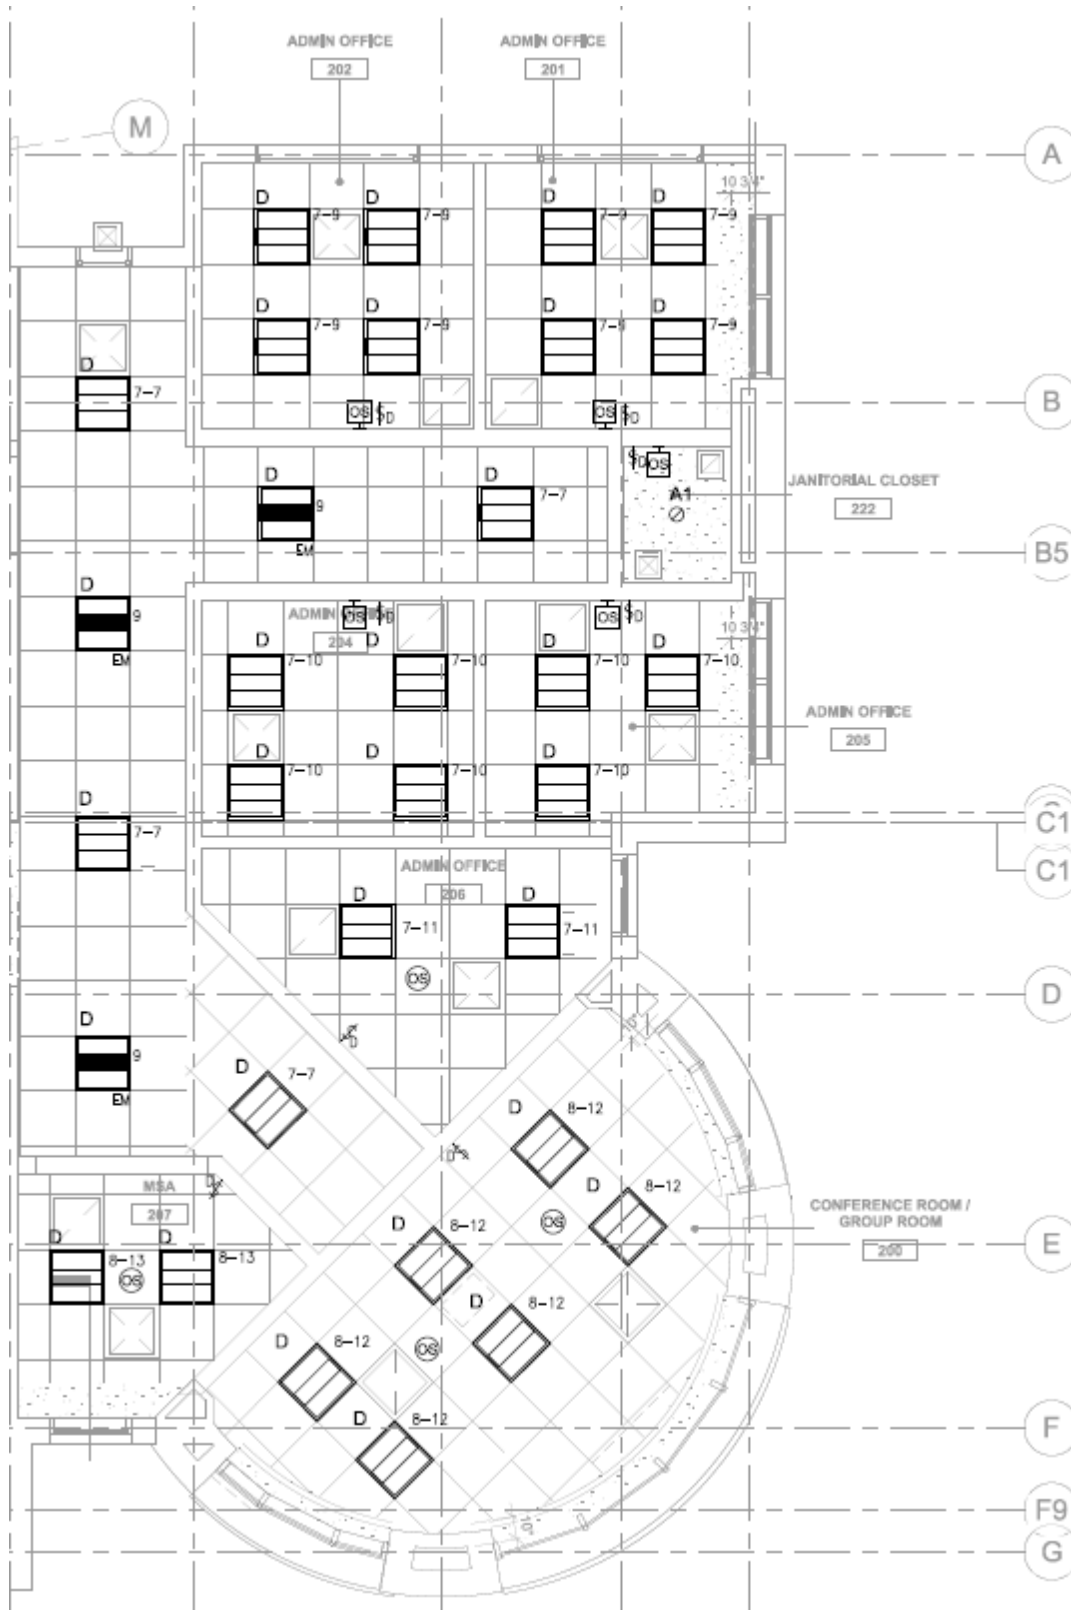 ADMIN OFFICE
202
ADMIN OFFICE
201
M
A
10 3/4"
D D D D
7-9 7-9 7-9 7-9
D D D D
7-9 7-9 7-9 7-9
D
7-7
B
OS $D OS $D
$D OS
D D
9 7-7
EM
A1
JANITORIAL CLOSET
222
B5
D
9
EM
ADMIN OFFICE
204
OS $D OS $D
10 3/4"
D D D D
7-10 7-10 7-10 7-10
ADMIN OFFICE
205
D D D
7-10 7-10 7-10
D
7-7
C1
C1
ADMIN OFFICE
206
D D
7-11 7-11
OS
D
D
D
9
EM
D
7-7
D
8-12
D
D
8-12
MSA
207
D
CONFERENCE ROOM /
GROUP ROOM
200
D
8-12
OS
E
D D
8-13 8-13
OS
D
8-12
OS
D
8-12
D
8-12
F
F9
10"
G